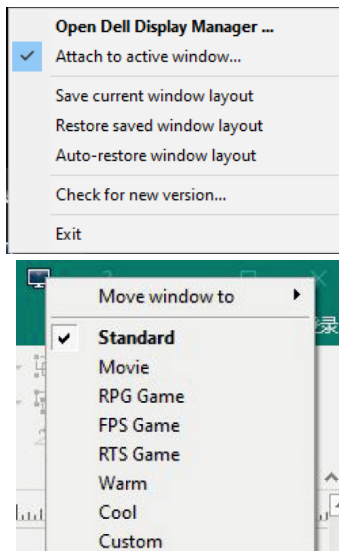 Open Dell Display Manager ...
Attach to active window...
Save current window layout
Restore saved window layout
Auto-restore window layout
Check for new version...
Exit
Move window to
Standard
录
Movie
RPG Game
FPS Game
RTS Game
Warm
Cool
Custom